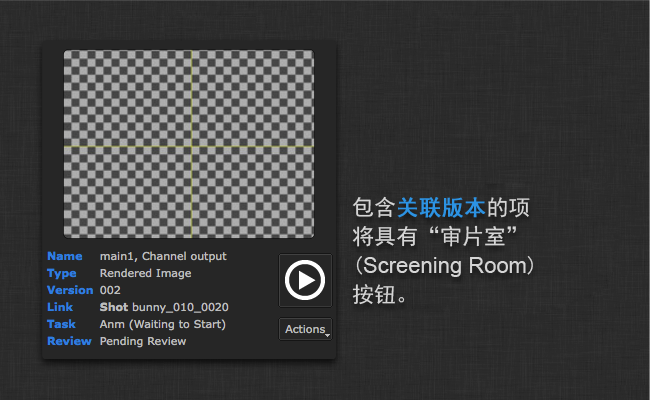 Name main1, Channel output
Type Rendered Image
Version 002
Link Shot bunny_010_0020
Task Anm (Waiting to Start)
Review Pending Review
Actions
包含关联版本的项
将具有“审片室”
(Screening Room)
按钮。